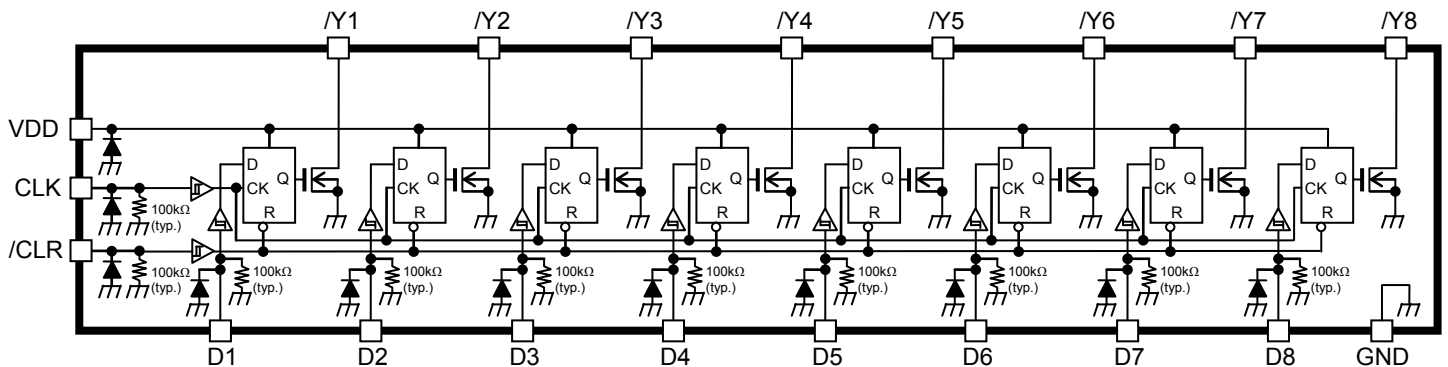 /Y1 /Y2 /Y3 /Y4 /Y5 /Y6 /Y7 /Y8
VDD
D D D D D D D D
CLK
CK Q CK Q CK Q CK Q CK Q CK Q CK Q CK Q
100kΩ
(typ.)
R R R R R R R R
/CLR
100kΩ 100kΩ 100kΩ 100kΩ 100kΩ 100kΩ 100kΩ 100kΩ 100kΩ
(typ.) (typ.) (typ.) (typ.) (typ.) (typ.) (typ.) (typ.) (typ.)
D1 D2 D3 D4 D5 D6 D7 D8 GND